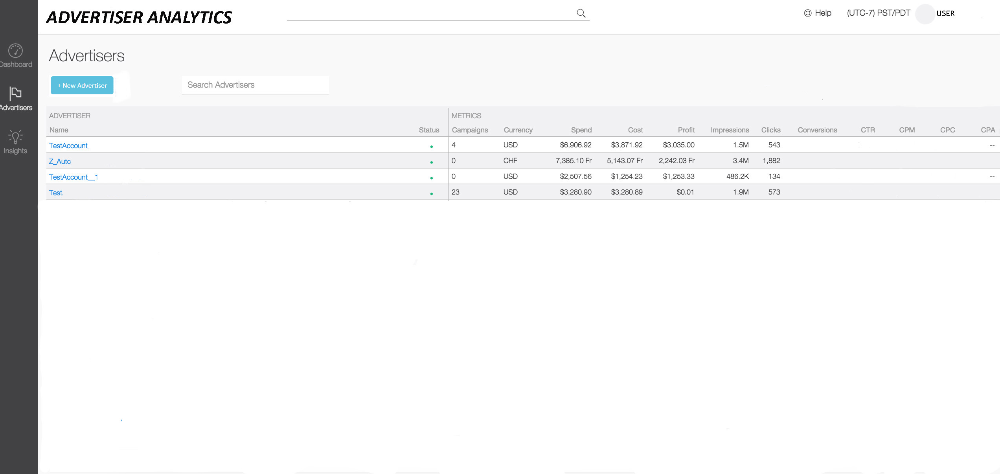 ADVERTISER ANALYTICS
Help (UTC-7) PST/PDT USER
Dashboard
Advertisers
Insights
Advertisers
+ New Advertiser Search Advertisers
ADVERTISER METRICS
Name Status Campaigns Currency Spend Cost Profit Impressions Clicks Conversions CTR CPM CPC CPA
TestAccount 4 USD $6,906.92 $3,871.92 $3,035.00 1.5M 543 --
Z_Auto 0 CHF 7,385.10 Fr 5,143.07 Fr 2,242.03 Fr 3.4M 1,882
TestAccount__1 0 USD $2,507.56 $1,254.23 $1,253.33 486.2K 134 --
Test 23 USD $3,280.90 $3,280.89 $0.01 1.9M 573